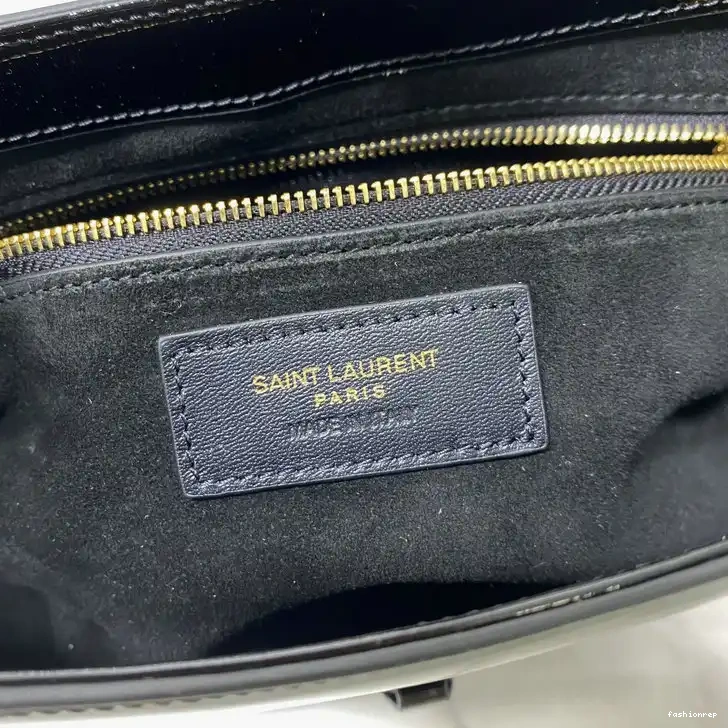 SAINT LAURENT
PARIS
MADE IN ITALY
fashionrep